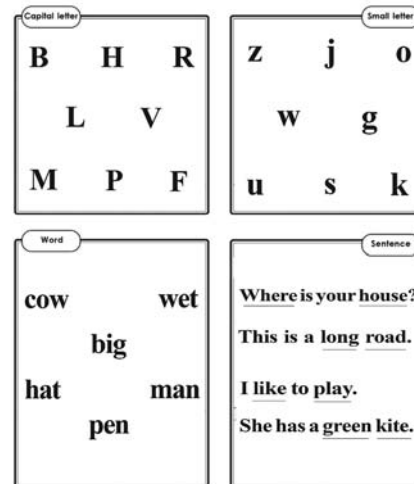 Capital letter
B H R
L V
M P F
Small letter
z j o
w g
u s k
Word
cow wet
big
hat man
pen
Sentence
Where is your house?
This is a long road.
I like to play.
She has a green kite.